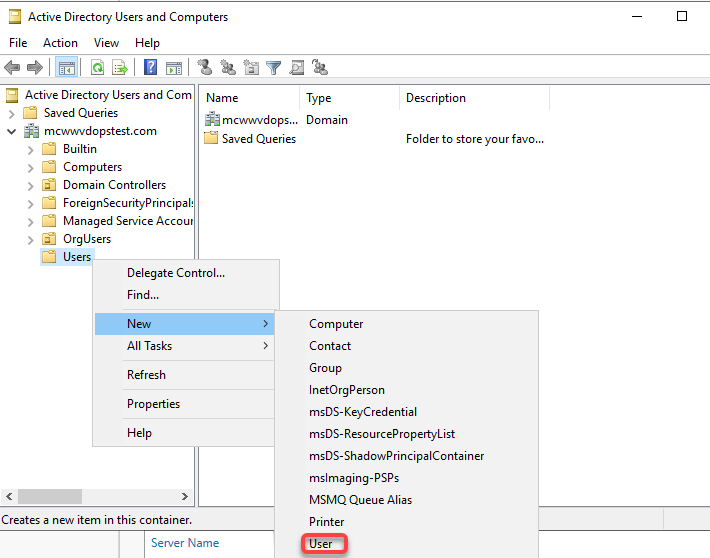 Active Directory Users and Computers
File Action View Help
Active Directory Users and Com
Saved Queries
mcwwvdopstest.com
Builtin
Computers
Domain Controllers
ForeignSecurityPrincipals
Managed Service Accoun
OrgUsers
Users
Name Type Description
mcwwvdops... Domain
Saved Queries Folder to store your favo...
Delegate Control...
Find...
New
All Tasks
Refresh
Properties
Help
Computer
Contact
Group
InetOrgPerson
msDS-KeyCredential
msDS-ResourcePropertyList
msDS-ShadowPrincipalContainer
msImaging-PSPs
MSMQ Queue Alias
Printer
User
Creates a new item in this container.
Server Name